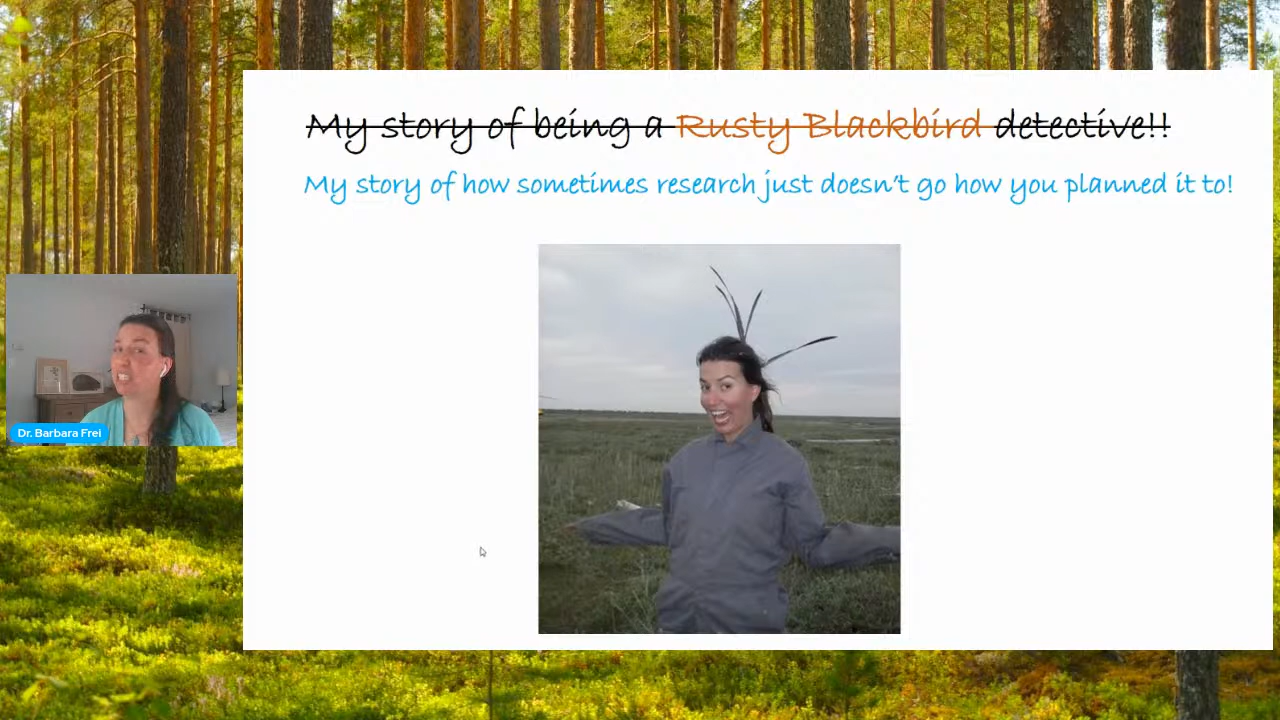 My story of being a Rusty Blackbird detective!!
My story of how sometimes research just doesn't go how you planned it to!
Dr. Barbara Frei